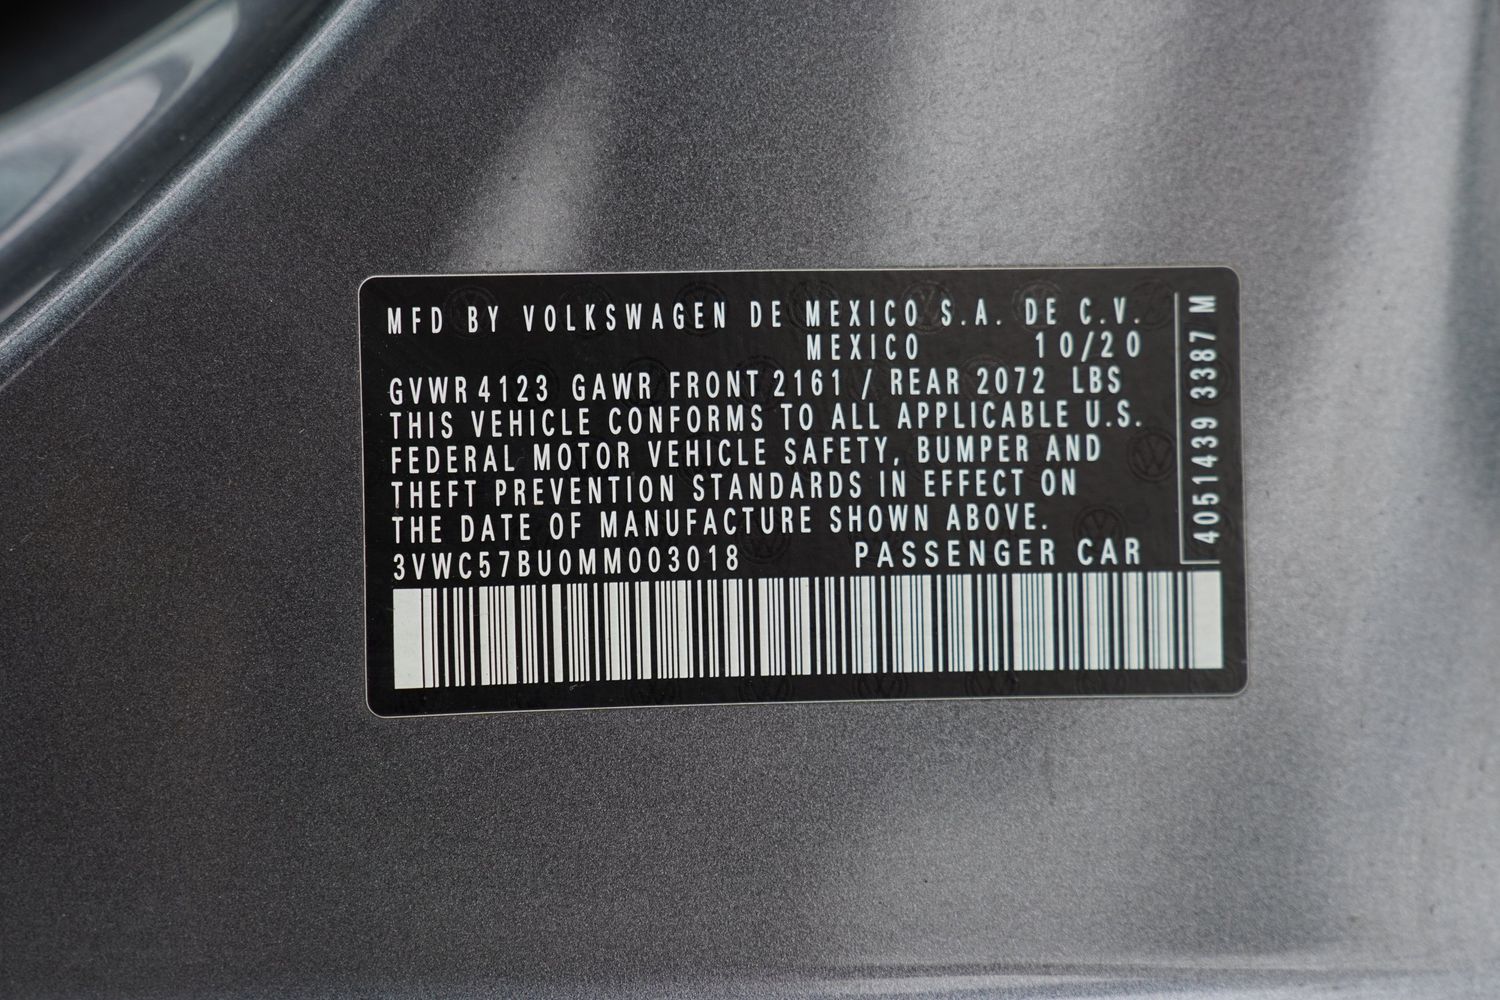 MFD BY VOLKSWAGEN DE MEXICO S.A. DE C.V.
MEXICO 10/20
GVWR 4123 GAWR FRONT 2161 / REAR 2072 LBS
THIS VEHICLE CONFORMS TO ALL APPLICABLE U.S.
FEDERAL MOTOR VEHICLE SAFETY, BUMPER AND
THEFT PREVENTION STANDARDS IN EFFECT ON
THE DATE OF MANUFACTURE SHOWN ABOVE.
3VWC57BU0MM003018 PASSENGER CAR
4051439 3387 M